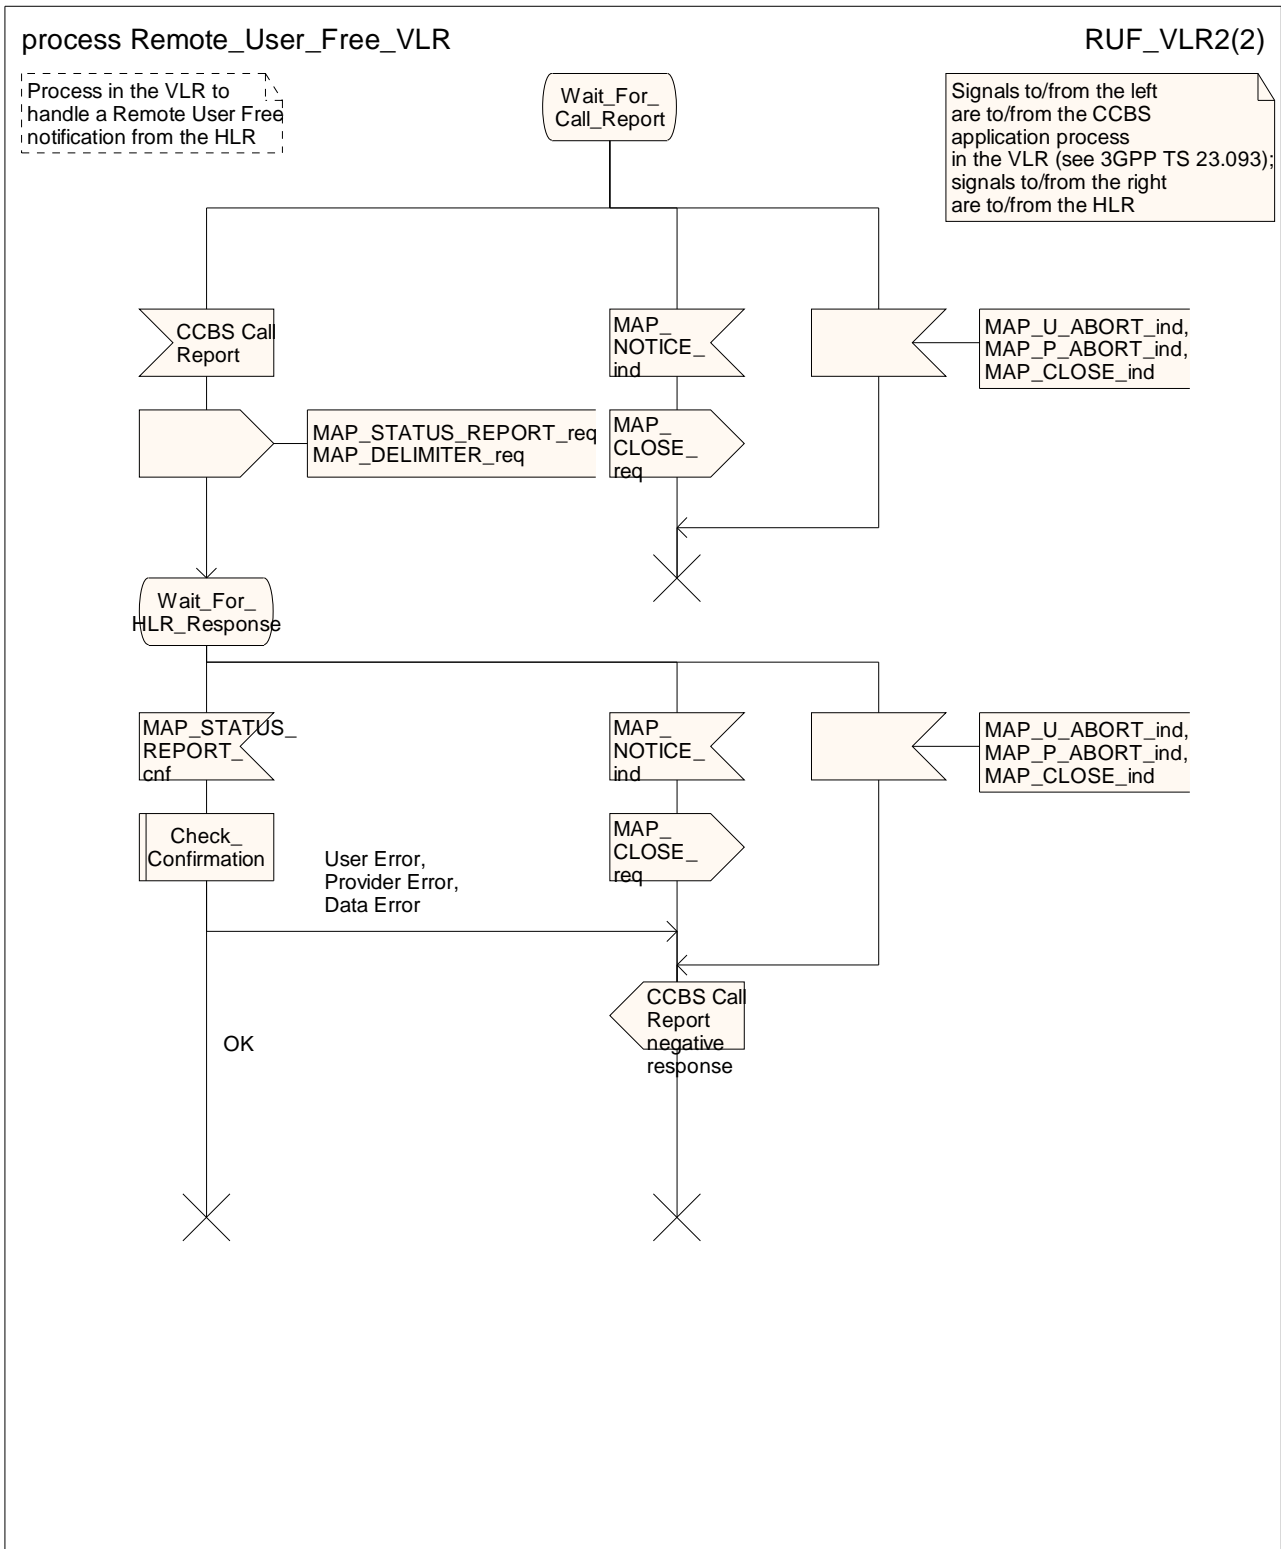 process Remote_User_Free_VLR
RUF_VLR2(2)
Process in the VLR to
handle a Remote User Free
notification from the HLR
Wait_For_
Call_Report
Signals to/from the left
are to/from the CCBS
application process
in the VLR (see 3GPP TS 23.093);
signals to/from the right
are to/from the HLR
CCBS Call
Report
MAP_
NOTICE_
ind
MAP_U_ABORT_ind,
MAP_P_ABORT_ind,
MAP_CLOSE_ind
MAP_STATUS_REPORT_req
MAP_DELIMITER_req
MAP_
CLOSE_
req
Wait_For_
HLR_Response
MAP_STATUS_
REPORT_
cnf
MAP_
NOTICE_
ind
MAP_U_ABORT_ind,
MAP_P_ABORT_ind,
MAP_CLOSE_ind
Check_
Confirmation
User Error,
Provider Error,
Data Error
MAP_
CLOSE_
req
CCBS Call
Report
negative
response
OK